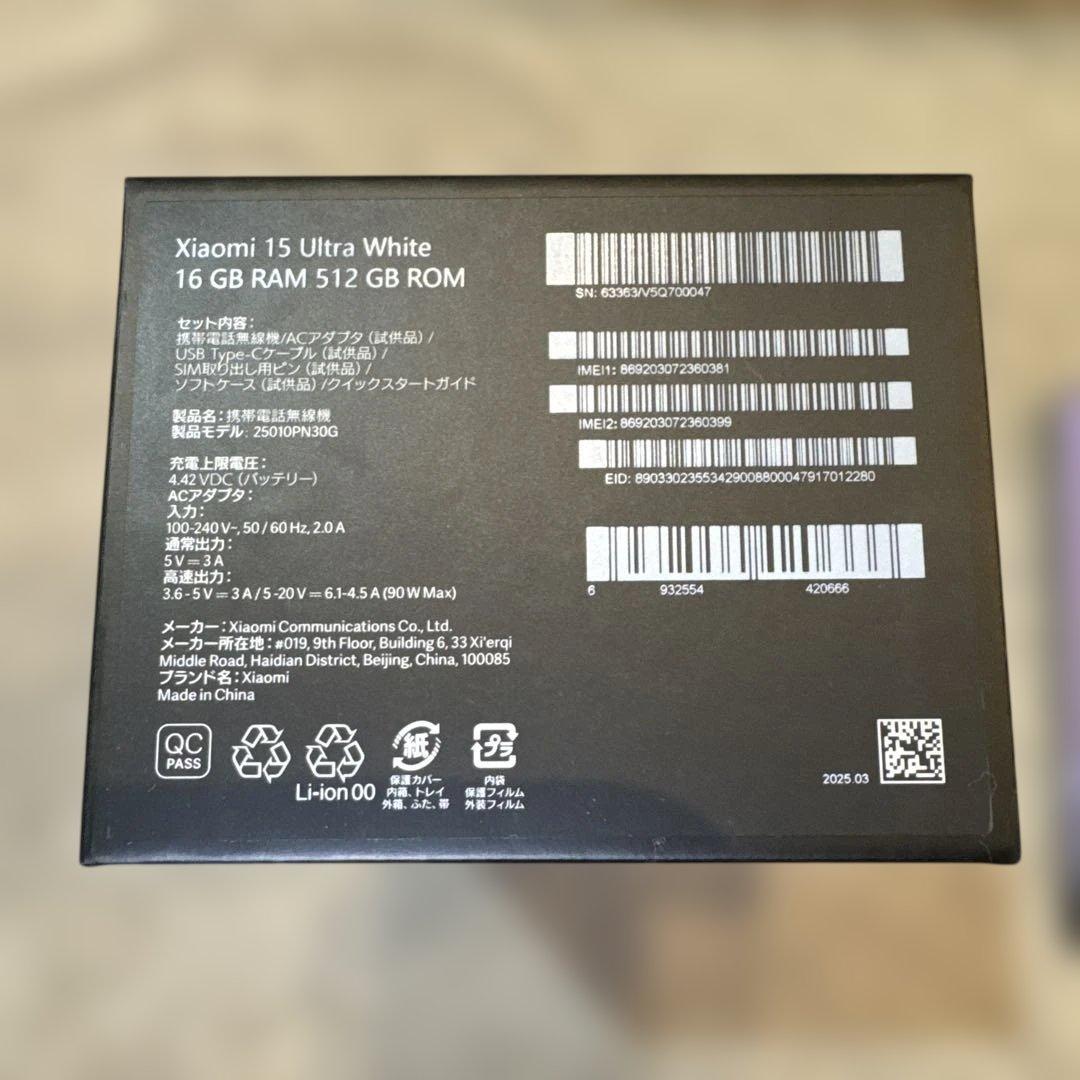 Xiaomi 15 Ultra White
16 GB RAM 512 GB ROM
セット内容:
携帯電話無線機/ACアダプタ (試供品) /
USB Type-Cケーブル (試供品) /
SIM取り出し用ピン (試供品) /
ソフトケース (試供品) /クイックスタートガイド
製品名: 携帯電話無線機
製品モデル: 25010PN30G
充電上限電圧:
4.42 VDC (バッテリー)
ACアダプタ:
入力:
100-240 V~, 50 / 60 Hz, 2.0 A
通常出力:
5 V ⎓ 3 A
高速出力:
3.6 - 5 V ⎓ 3 A / 5 -20 V ⎓ 6.1-4.5 A (90 W Max)
メーカー: Xiaomi Communications Co., Ltd.
メーカー所在地: #019, 9th Floor, Building 6, 33 Xi'erqi
Middle Road, Haidian District, Beijing, China, 100085
ブランド名: Xiaomi
Made in China
QC
PASS
Li-ion 00
紙
保護カバー
内箱、トレイ
外箱、ふた、帯
プラ
内袋
保護フィルム
外装フィルム
SN: 63363/V5Q700047
IMEI1: 869203072360381
IMEI2: 869203072360399
EID: 89033023553429008800047917012280
6 932554 420666
2025.03